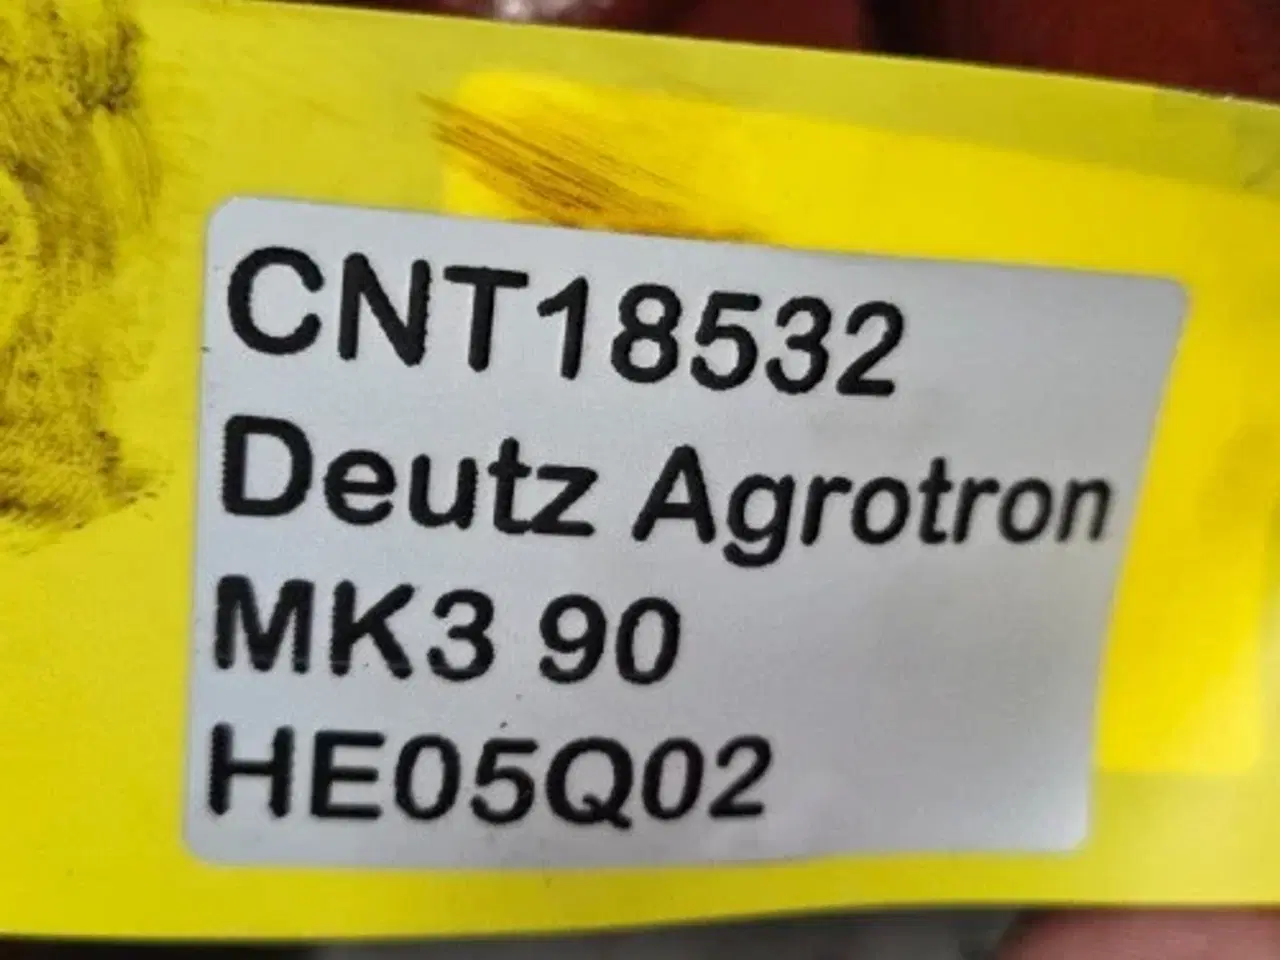 CNT18532
Deutz Agrotron
MK3 90
HE05Q02